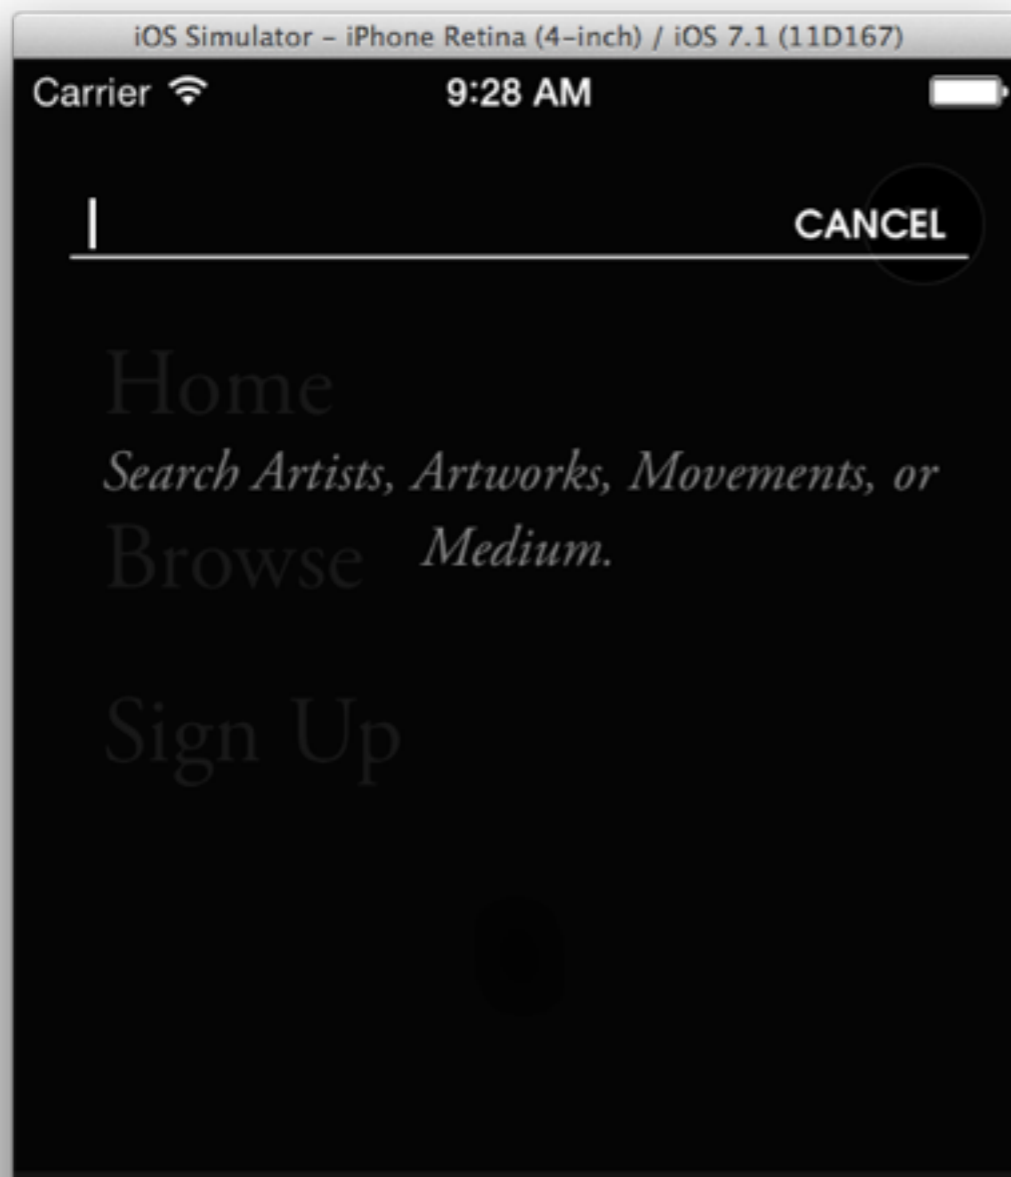 iOS Simulator – iPhone Retina (4-inch) / iOS 7.1 (11D167)
Carrier 9:28 AM
CANCEL
Home
Search Artists, Artworks, Movements, or
Medium.
Browse
Sign Up